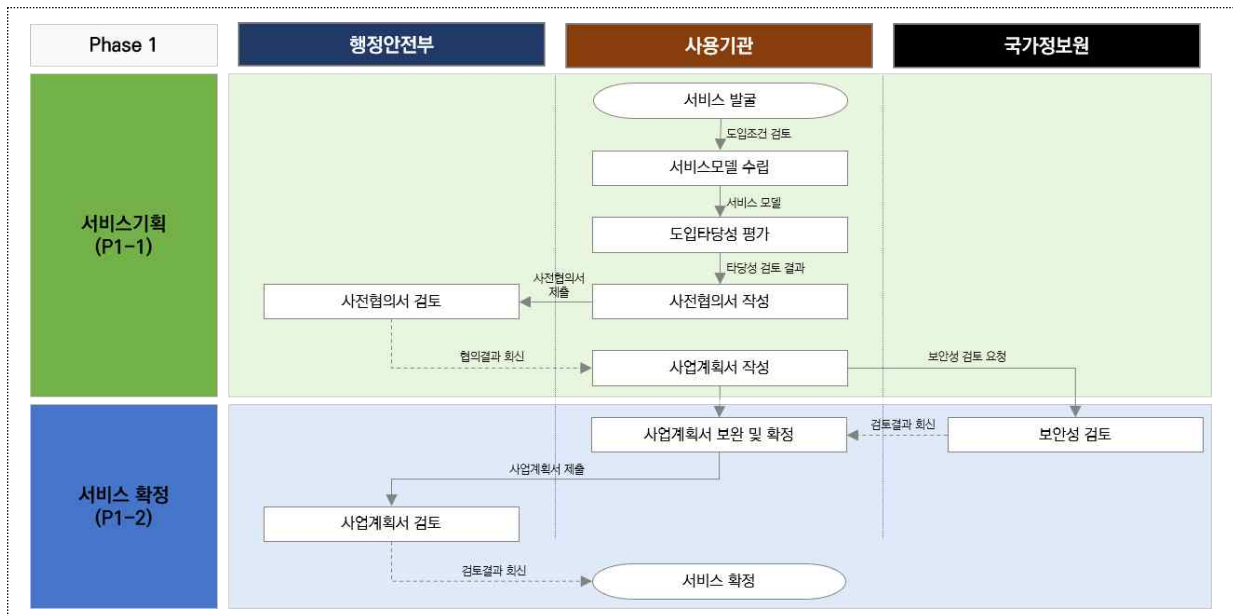 Phase 1
행정안전부
사용기관
국가정보원
서비스기획
(P1-1)
서비스 발굴
도입조건 검토
서비스모델 수립
서비스 모델
도입타당성 평가
타당성 검토 결과
사전협의서 작성
사전협의서
제출
사전협의서 검토
협의결과 회신
사업계획서 작성
보안성 검토 요청
서비스 확정
(P1-2)
사업계획서 보완 및 확정
검토결과 회신
보안성 검토
사업계획서 제출
사업계획서 검토
검토결과 회신
서비스 확정